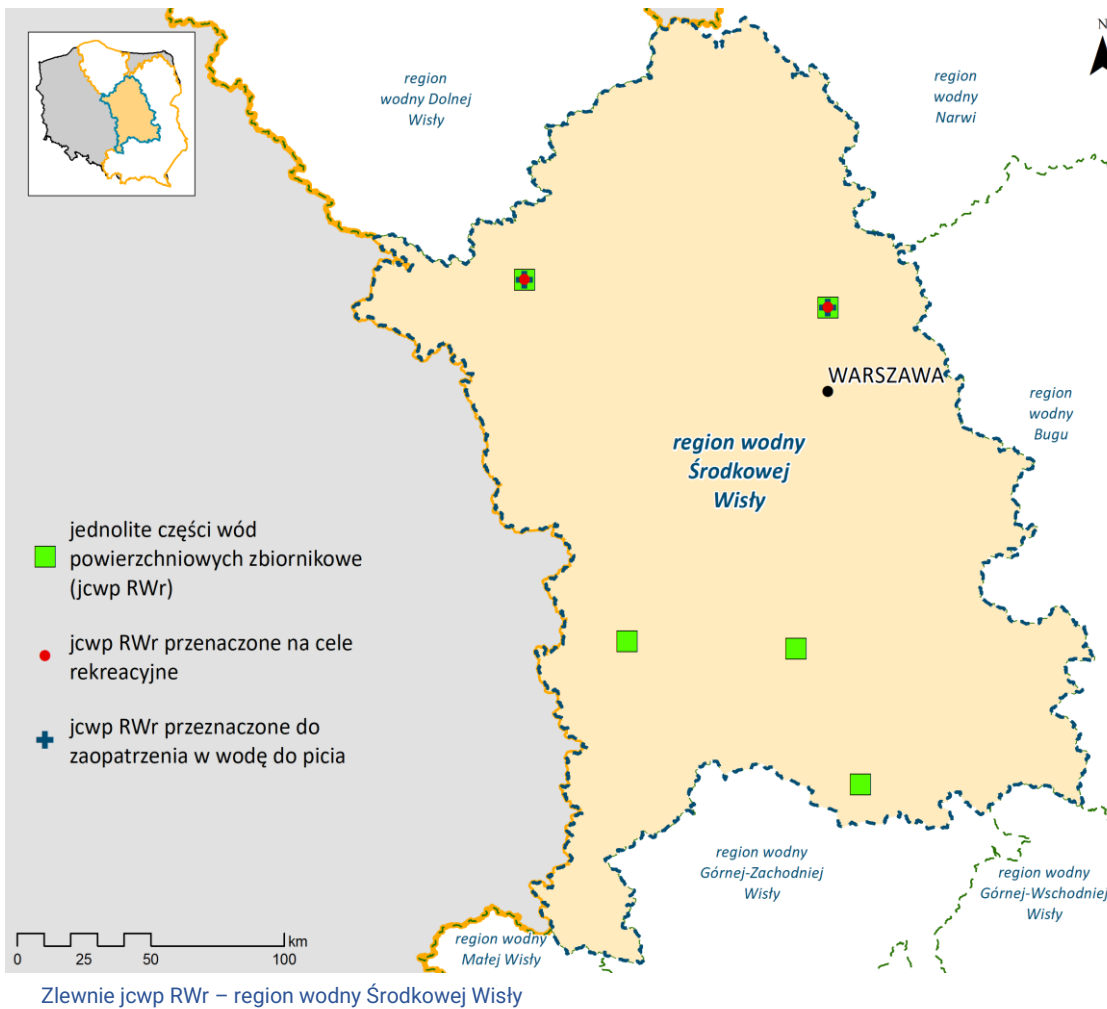 N
region
wodny Dolnej
Wisły
region
wodny
Narwi
WARSZAWA
region
wodny
Bugu
region wodny
Środkowej
Wisły
jednolite części wód
powierzchniowych zbiornikowe
(jcwp RWr)
jcwp RWr przenaczone na cele
rekreacyjne
jcwp RWr przeznaczone do
zaopatrzenia w wodę do picia
region wodny
Górnej-Zachodniej
Wisły
region wodny
Górnej-Wschodniej
Wisły
region wodny
Małej Wisły
km
0 25 50 100
Zlewnie jcwp RWr – region wodny Środkowej Wisły